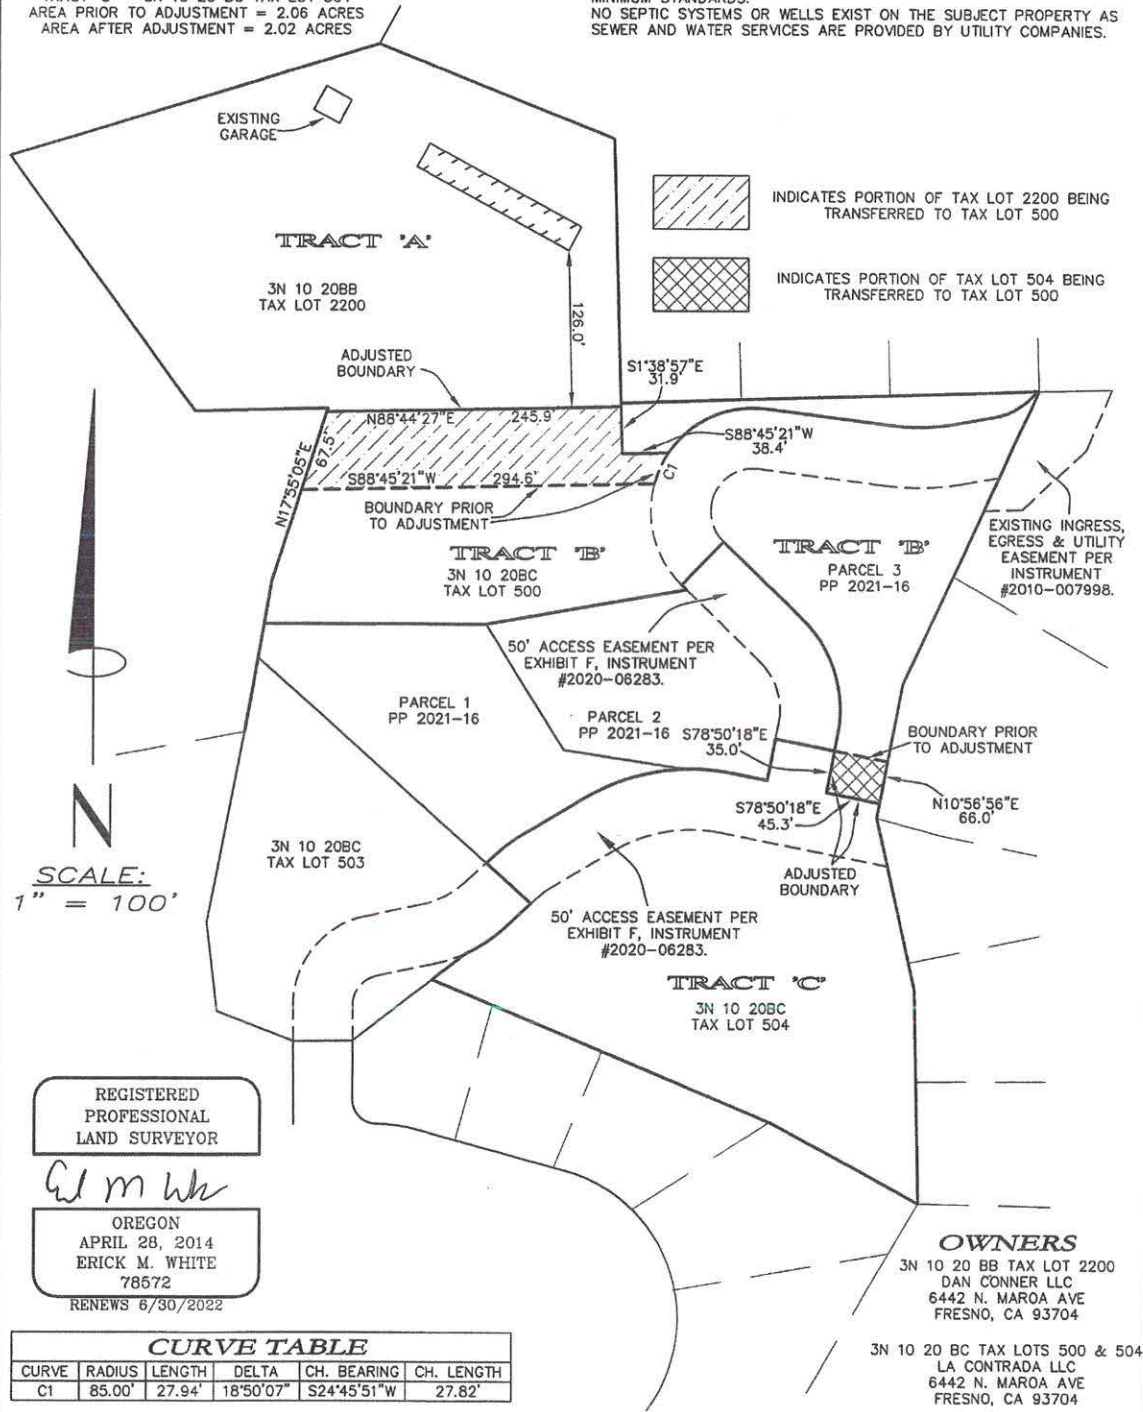 AREA PRIOR TO ADJUSTMENT = 2.06 ACRES
AREA AFTER ADJUSTMENT = 2.02 ACRES
MINIMUM STANDARDS.
NO SEPTIC SYSTEMS OR WELLS EXIST ON THE SUBJECT PROPERTY AS
SEWER AND WATER SERVICES ARE PROVIDED BY UTILITY COMPANIES.
EXISTING
GARAGE
TRACT 'A'
3N 10 20BB
TAX LOT 2200
126.0'
INDICATES PORTION OF TAX LOT 2200 BEING
TRANSFERRED TO TAX LOT 500
INDICATES PORTION OF TAX LOT 504 BEING
TRANSFERRED TO TAX LOT 500
ADJUSTED
BOUNDARY
S1°38'57"E
31.9'
N88°44'27"E 245.9'
S88°45'21"W
38.4'
N17°55'05"E
67.5'
S88°45'21"W 294.6'
C1
BOUNDARY PRIOR
TO ADJUSTMENT
TRACT 'B'
3N 10 20BC
TAX LOT 500
TRACT 'B'
PARCEL 3
PP 2021-16
EXISTING INGRESS,
EGRESS & UTILITY
EASEMENT PER
INSTRUMENT
#2010-007998.
50' ACCESS EASEMENT PER
EXHIBIT F, INSTRUMENT
#2020-06283.
PARCEL 1
PP 2021-16
PARCEL 2
PP 2021-16
S78°50'18"E
35.0'
BOUNDARY PRIOR
TO ADJUSTMENT
S78°50'18"E
45.3'
N10°56'56"E
66.0'
ADJUSTED
BOUNDARY
N
SCALE:
1" = 100'
3N 10 20BC
TAX LOT 503
50' ACCESS EASEMENT PER
EXHIBIT F, INSTRUMENT
#2020-06283.
TRACT 'C'
3N 10 20BC
TAX LOT 504
REGISTERED
PROFESSIONAL
LAND SURVEYOR
OREGON
APRIL 28, 2014
ERICK M. WHITE
78572
RENEWS 6/30/2022
OWNERS
3N 10 20 BB TAX LOT 2200
DAN CONNER LLC
6442 N. MAROA AVE
FRESNO, CA 93704
3N 10 20 BC TAX LOTS 500 & 504
LA CONTRADA LLC
6442 N. MAROA AVE
FRESNO, CA 93704
CURVE TABLE
CURVE RADIUS LENGTH DELTA CH. BEARING CH. LENGTH
C1 85.00' 27.94' 18°50'07" S24°45'51"W 27.82'